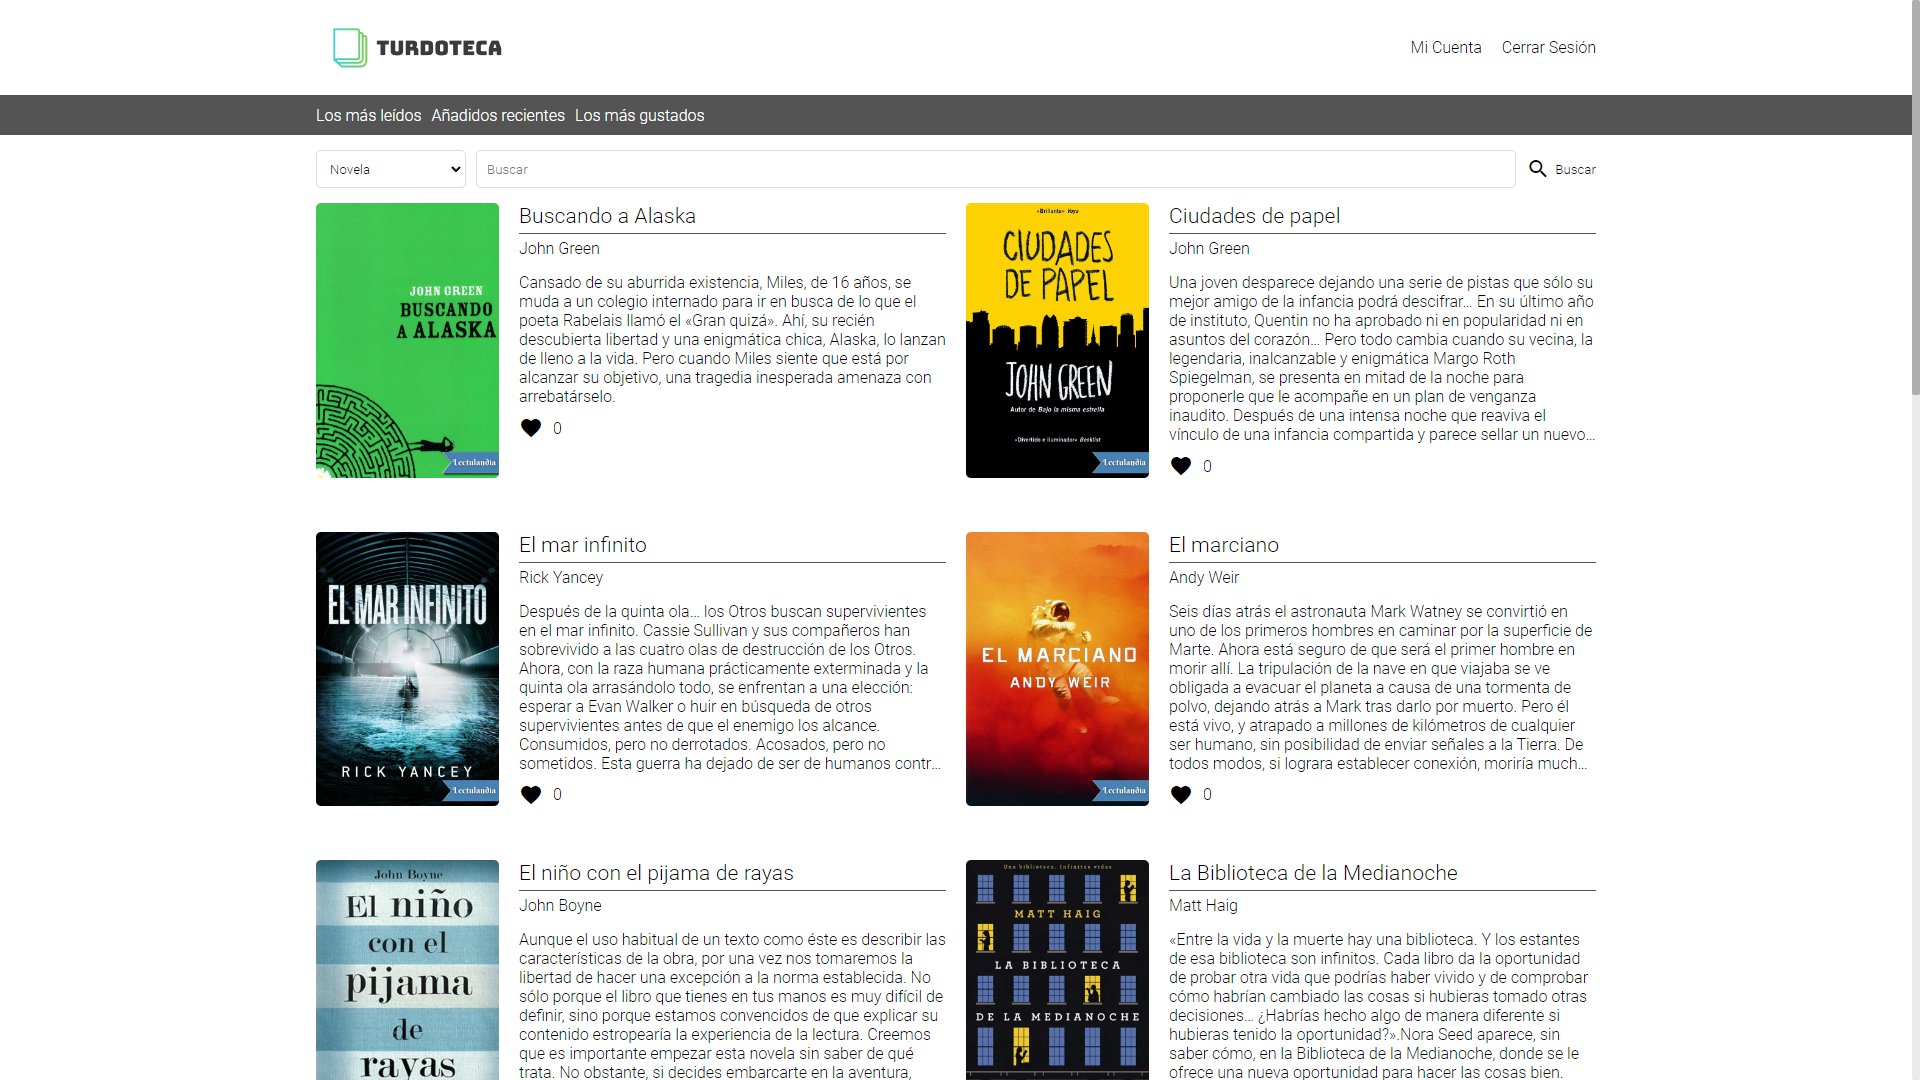 TURDOTECA
Mi Cuenta
Cerrar Sesión
Los más leídos
Añadidos recientes
Los más gustados
Novela
Buscar
Buscar
JOHN GREEN
BUSCANDO
A ALASKA
Lectulandia
Buscando a Alaska
John Green
Cansado de su aburrida existencia, Miles, de 16 años, se
muda a un colegio internado para ir en busca de lo que el
poeta Rabelais llamó el «Gran quizá». Ahí, su recién
descubierta libertad y una enigmática chica, Alaska, lo lanzan
de lleno a la vida. Pero cuando Miles siente que está por
alcanzar su objetivo, una tragedia inesperada amenaza con
arrebatárselo.
0
«Brillante» Keya
CIUDADES
DE PAPEL
JOHN GREEN
Autor de Bajo la misma estrella
«Divertido e iluminador» Booklist
Lectulandia
Ciudades de papel
John Green
Una joven desparece dejando una serie de pistas que sólo su
mejor amigo de la infancia podrá descifrar... En su último año
de instituto, Quentin no ha aprobado ni en popularidad ni en
asuntos del corazón... Pero todo cambia cuando su vecina, la
legendaria, inalcanzable y enigmática Margo Roth
Spiegelman, se presenta en mitad de la noche para
proponerle que le acompañe en un plan de venganza
inaudito. Después de una intensa noche que reaviva el
vínculo de una infancia compartida y parece sellar un nuevo...
0
EL MAR INFINITO
RICK YANCEY
Lectulandia
El mar infinito
Rick Yancey
Después de la quinta ola... los Otros buscan supervivientes
en el mar infinito. Cassie Sullivan y sus compañeros han
sobrevivido a las cuatro olas de destrucción de los Otros.
Ahora, con la raza humana prácticamente exterminada y la
quinta ola arrasándolo todo, se enfrentan a una elección:
esperar a Evan Walker o huir en búsqueda de otros
supervivientes antes de que el enemigo los alcance.
Consumidos, pero no derrotados. Acosados, pero no
sometidos. Esta guerra ha dejado de ser de humanos contr...
0
EL MARCIANO
ANDY WEIR
Lectulandia
El marciano
Andy Weir
Seis días atrás el astronauta Mark Watney se convirtió en
uno de los primeros hombres en caminar por la superficie de
Marte. Ahora está seguro de que será el primer hombre en
morir allí. La tripulación de la nave en que viajaba se ve
obligada a evacuar el planeta a causa de una tormenta de
polvo, dejando atrás a Mark tras darlo por muerto. Pero él
está vivo, y atrapado a millones de kilómetros de cualquier
ser humano, sin posibilidad de enviar señales a la Tierra. De
todos modos, si lograra establecer conexión, moriría much...
0
John Boyne
El niño
con el
pijama
de
rayas
El niño con el pijama de rayas
John Boyne
Aunque el uso habitual de un texto como éste es describir las
características de la obra, por una vez nos tomaremos la
libertad de hacer una excepción a la norma establecida. No
sólo porque el libro que tienes en tus manos es muy difícil de
definir, sino porque estamos convencidos de que explicar su
contenido estropearía la experiencia de la lectura. Creemos
que es importante empezar esta novela sin saber de qué
trata. No obstante, si decides embarcarte en la aventura,
Una biblioteca. Infinitas vidas
MATT HAIG
LA BIBLIOTECA
DE LA MEDIANOCHE
La Biblioteca de la Medianoche
Matt Haig
«Entre la vida y la muerte hay una biblioteca. Y los estantes
de esa biblioteca son infinitos. Cada libro da la oportunidad
de probar otra vida que podrías haber vivido y de comprobar
cómo habrían cambiado las cosas si hubieras tomado otras
decisiones... ¿Habrías hecho algo de manera diferente si
hubieras tenido la oportunidad?».Nora Seed aparece, sin
saber cómo, en la Biblioteca de la Medianoche, donde se le
ofrece una nueva oportunidad para hacer las cosas bien.